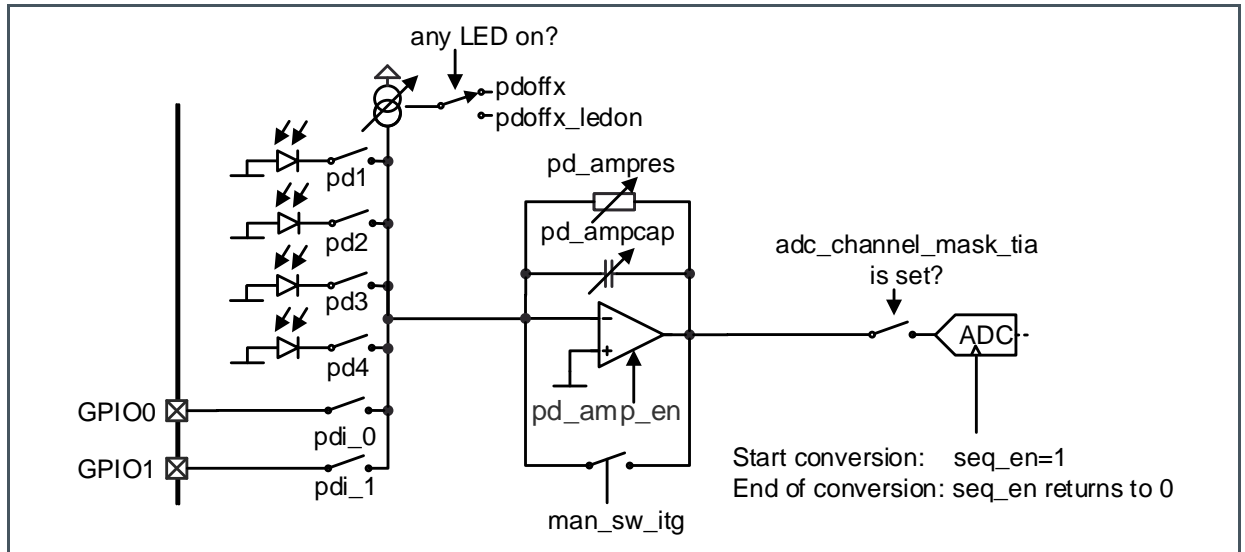 any LED on?
pdoffx
pdoffx_ledon
pd1
pd2
pd3
pd4
pd_ampres
pd_ampcap
−
+
pd_amp_en
man_sw_itg
adc_channel_mask_tia
is set?
ADC
GPIO0
pdi_0
GPIO1
pdi_1
Start conversion: seq_en=1
End of conversion: seq_en returns to 0